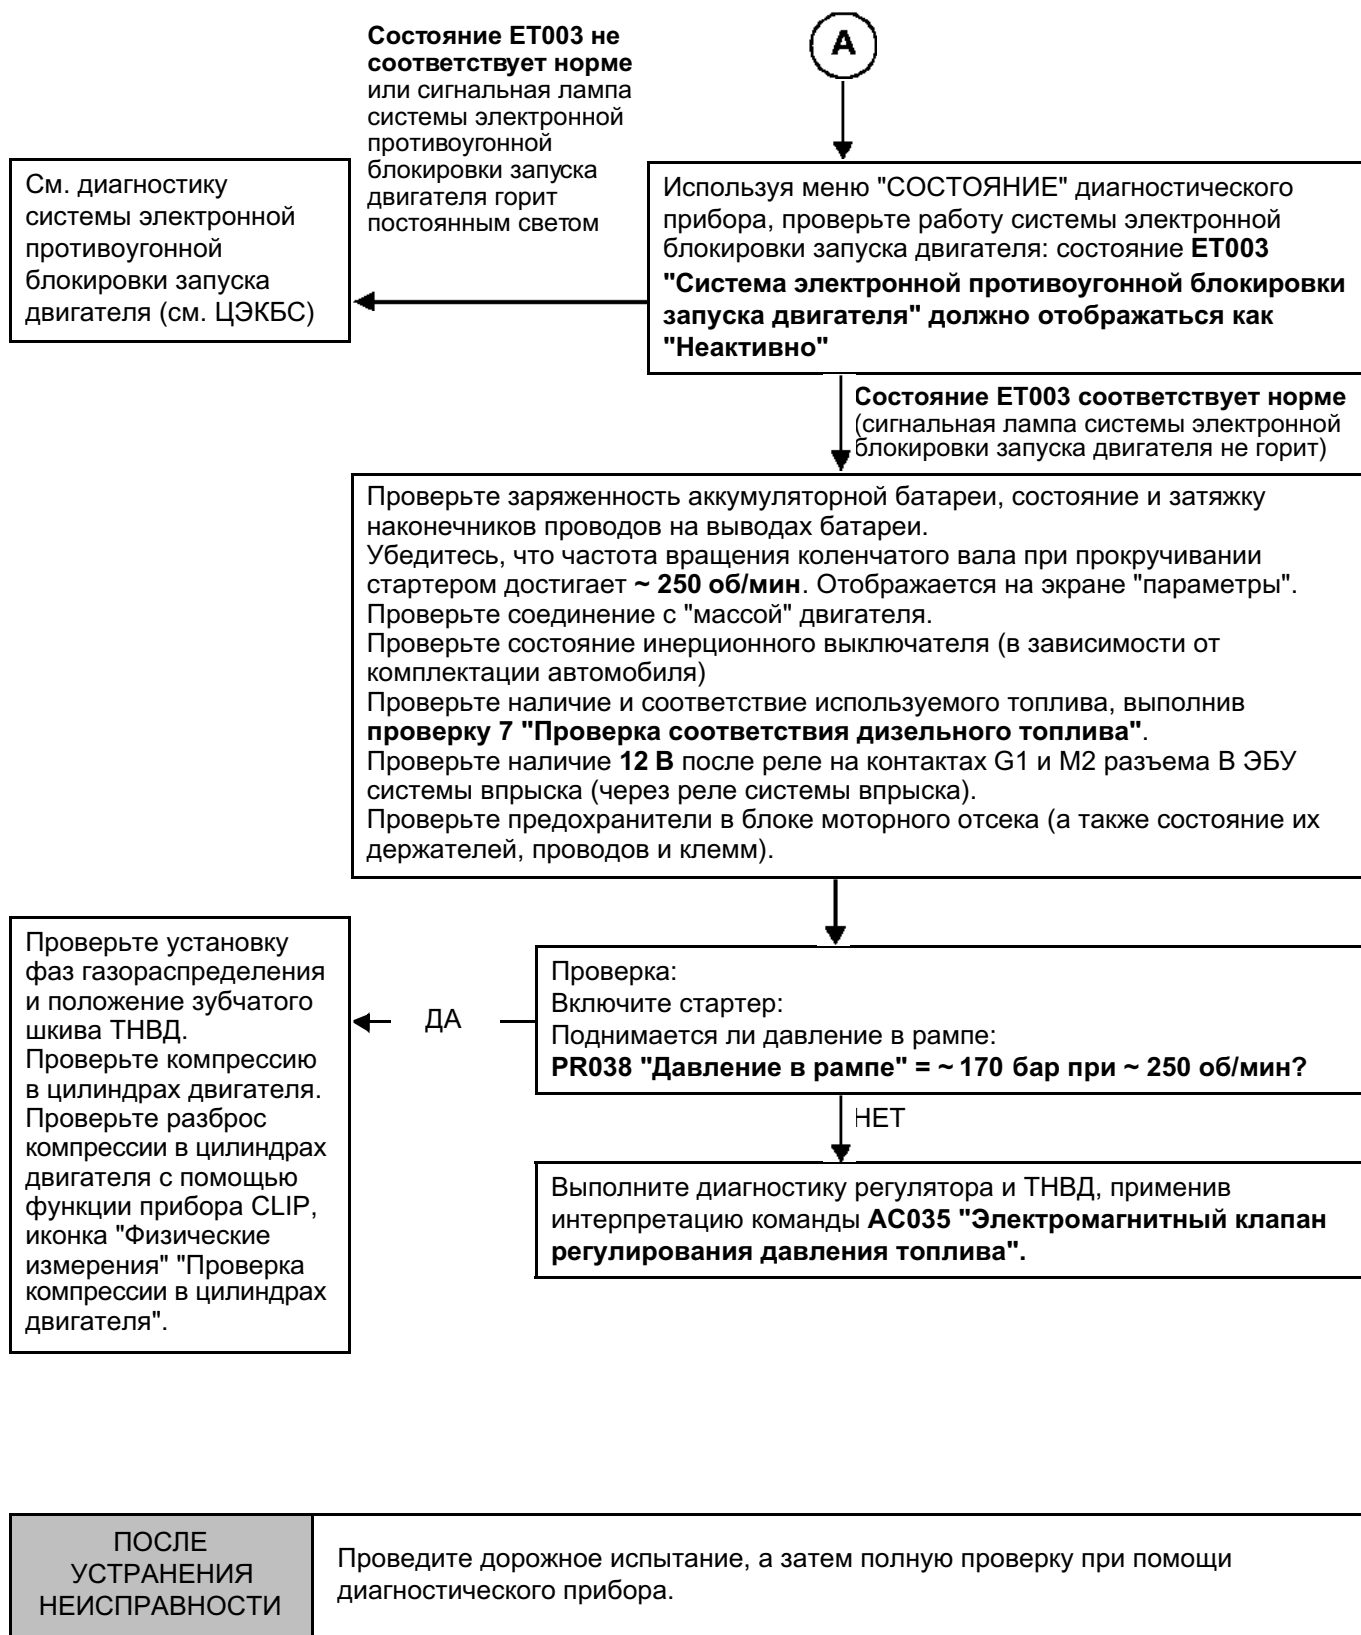 A
Состояние ET003 не
соответствует норме
или сигнальная лампа
системы электронной
противоугонной
блокировки запуска
двигателя горит
постоянным светом
См. диагностику
системы электронной
противоугонной
блокировки запуска
двигателя (см. ЦЭКБС)
Используя меню "СОСТОЯНИЕ" диагностического
прибора, проверьте работу системы электронной
блокировки запуска двигателя: состояние ET003
"Система электронной противоугонной блокировки
запуска двигателя" должно отображаться как
"Неактивно"
Состояние ET003 соответствует норме
(сигнальная лампа системы электронной
блокировки запуска двигателя не горит)
Проверьте заряженность аккумуляторной батареи, состояние и затяжку
наконечников проводов на выводах батареи.
Убедитесь, что частота вращения коленчатого вала при прокручивании
стартером достигает ~ 250 об/мин. Отображается на экране "параметры".
Проверьте соединение с "массой" двигателя.
Проверьте состояние инерционного выключателя (в зависимости от
комплектации автомобиля)
Проверьте наличие и соответствие используемого топлива, выполнив
проверку 7 "Проверка соответствия дизельного топлива".
Проверьте наличие 12 В после реле на контактах G1 и M2 разъема B ЭБУ
системы впрыска (через реле системы впрыска).
Проверьте предохранители в блоке моторного отсека (а также состояние их
держателей, проводов и клемм).
Проверьте установку
фаз газораспределения
и положение зубчатого
шкива ТНВД.
Проверьте компрессию
в цилиндрах двигателя.
Проверьте разброс
компрессии в цилиндрах
двигателя с помощью
функции прибора CLIP,
иконка "Физические
измерения" "Проверка
компрессии в цилиндрах
двигателя".
ДА
Проверка:
Включите стартер:
Поднимается ли давление в рампе:
PR038 "Давление в рампе" = ~ 170 бар при ~ 250 об/мин?
НЕТ
Выполните диагностику регулятора и ТНВД, применив
интерпретацию команды AC035 "Электромагнитный клапан
регулирования давления топлива".
ПОСЛЕ
УСТРАНЕНИЯ
НЕИСПРАВНОСТИ
Проведите дорожное испытание, а затем полную проверку при помощи
диагностического прибора.